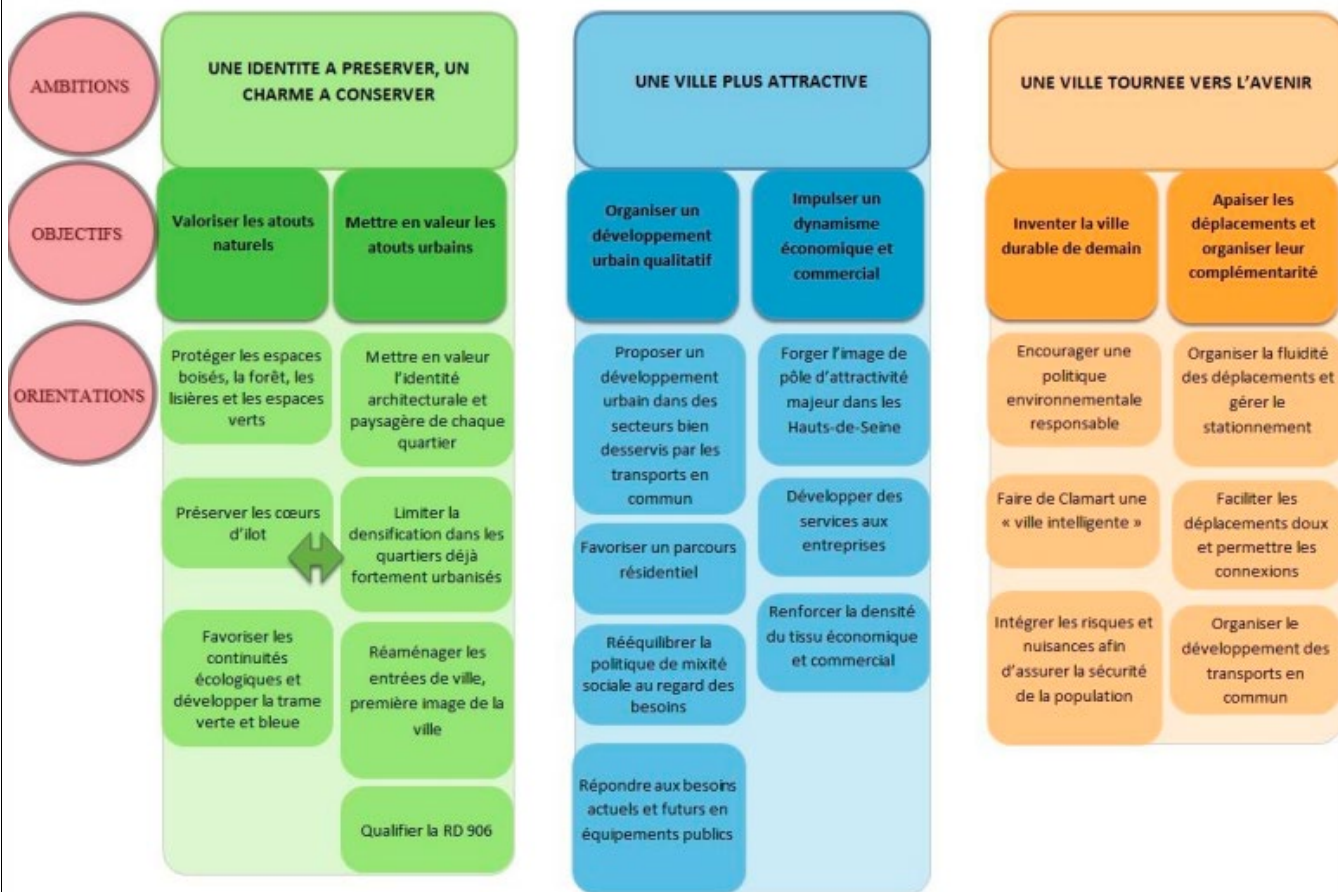 AMBITIONS
UNE IDENTITE A PRESERVER, UN
CHARME A CONSERVER
UNE VILLE PLUS ATTRACTIVE
UNE VILLE TOURNEE VERS L'AVENIR
OBJECTIFS
Valoriser les atouts
naturels
Mettre en valeur les
atouts urbains
Organiser un
développement
urbain qualitatif
Impulser un
dynamisme
économique et
commercial
Inventer la ville
durable de demain
Apaiser les
déplacements et
organiser leur
complémentarité
ORIENTATIONS
Protéger les espaces
boisés, la forêt, les
lisières et les espaces
verts
Préserver les cœurs
d'ilot
Favoriser les
continuités
écologiques et
développer la trame
verte et bleue
Mettre en valeur
l'identité
architecturale et
paysagère de chaque
quartier
Limiter la
densification dans les
quartiers déjà
fortement urbanisés
Réaménager les
entrées de ville,
première image de la
ville
Qualifier la RD 906
Proposer un
développement
urbain dans des
secteurs bien
desservis par les
transports en
commun
Favoriser un parcours
résidentiel
Rééquilibrer la
politique de mixité
sociale au regard des
besoins
Répondre aux besoins
actuels et futurs en
équipements publics
Forger l'image de
pôle d'attractivité
majeur dans les
Hauts-de-Seine
Développer des
services aux
entreprises
Renforcer la densité
du tissu économique
et commercial
Encourager une
politique
environnementale
responsable
Faire de Clamart une
« ville intelligente »
Intégrer les risques et
nuisances afin
d'assurer la sécurité
de la population
Organiser la fluidité
des déplacements et
gérer le
stationnement
Faciliter les
déplacements doux
et permettre les
connexions
Organiser le
développement des
transports en
commun